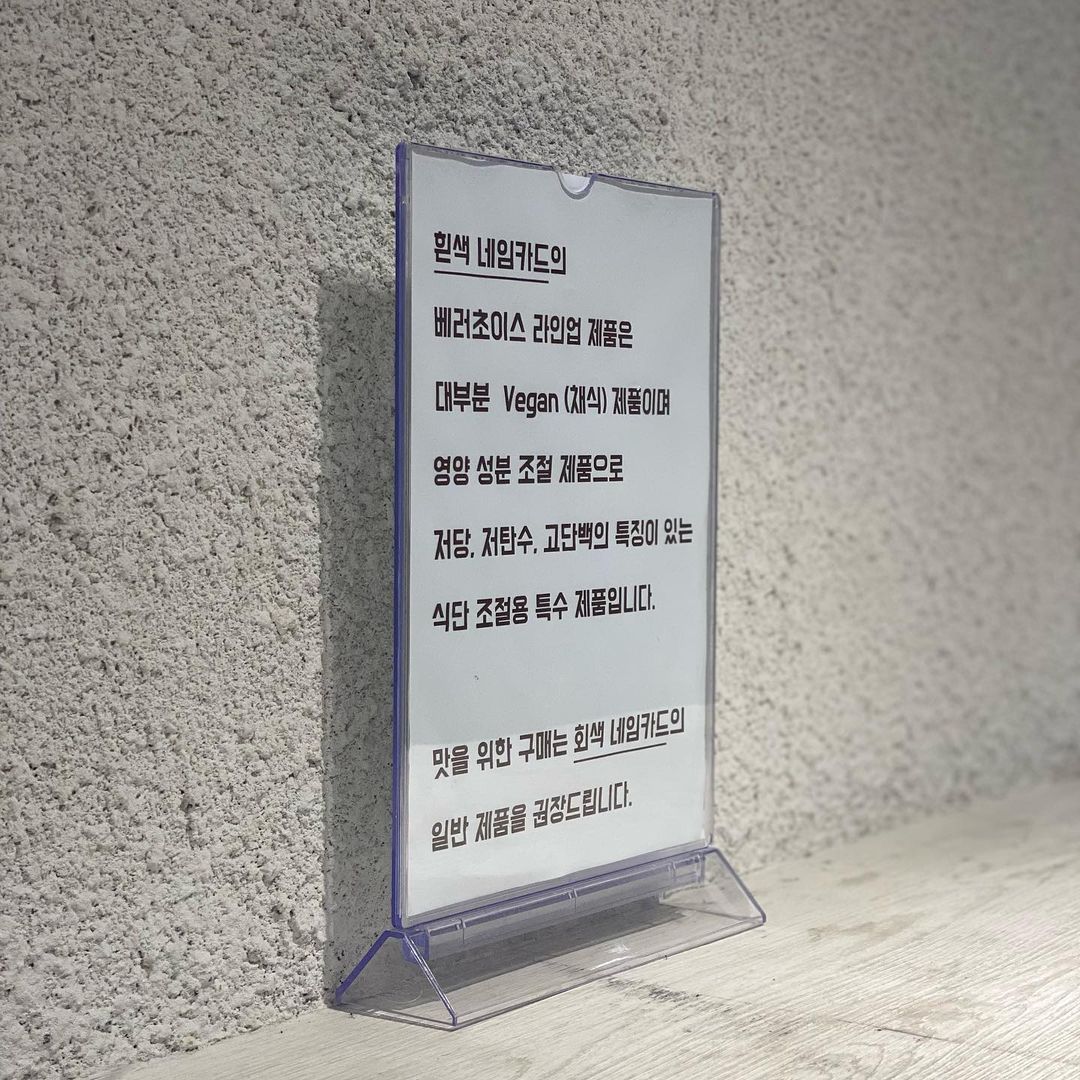 흰색 네임카드의
베러초이스 라인업 제품은
대부분 Vegan (채식) 제품이며
영양 성분 조절 제품으로
저당, 저탄수, 고단백의 특징이 있는
식단 조절용 특수 제품입니다.
맛을 위한 구매는 회색 네임카드의
일반 제품을 권장드립니다.